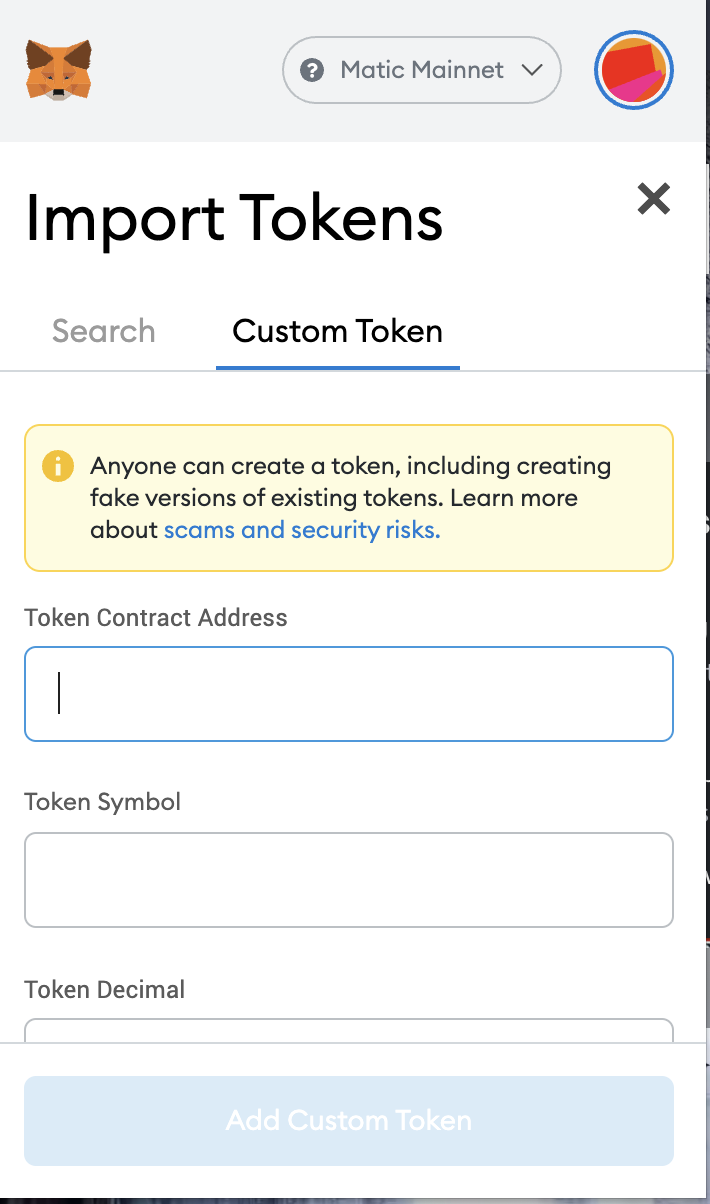 Matic Mainnet
Import Tokens
Search
Custom Token
Anyone can create a token, including creating
fake versions of existing tokens. Learn more
about scams and security risks.
Token Contract Address
Token Symbol
Token Decimal
Add Custom Token